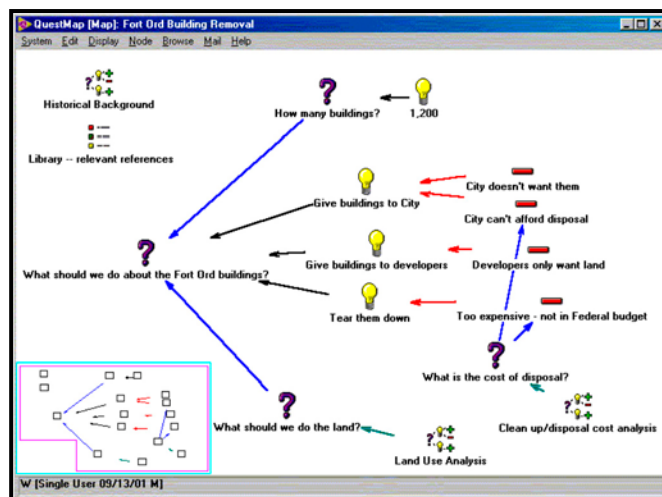 QuestMap [Map]: Fort Ord Building Removal
System Edit Display Node Browse Mail Help
Historical Background
How many buildings?
1,200
Library -- relevant references
Give buildings to City
City doesn't want them
City can't afford disposal
What should we do about the Fort Ord buildings?
Give buildings to developers
Developers only want land
Tear them down
Too expensive - not in Federal budget
What is the cost of disposal?
What should we do the land?
Clean up/disposal cost analysis
Land Use Analysis
W [Single User 09/13/01 M]